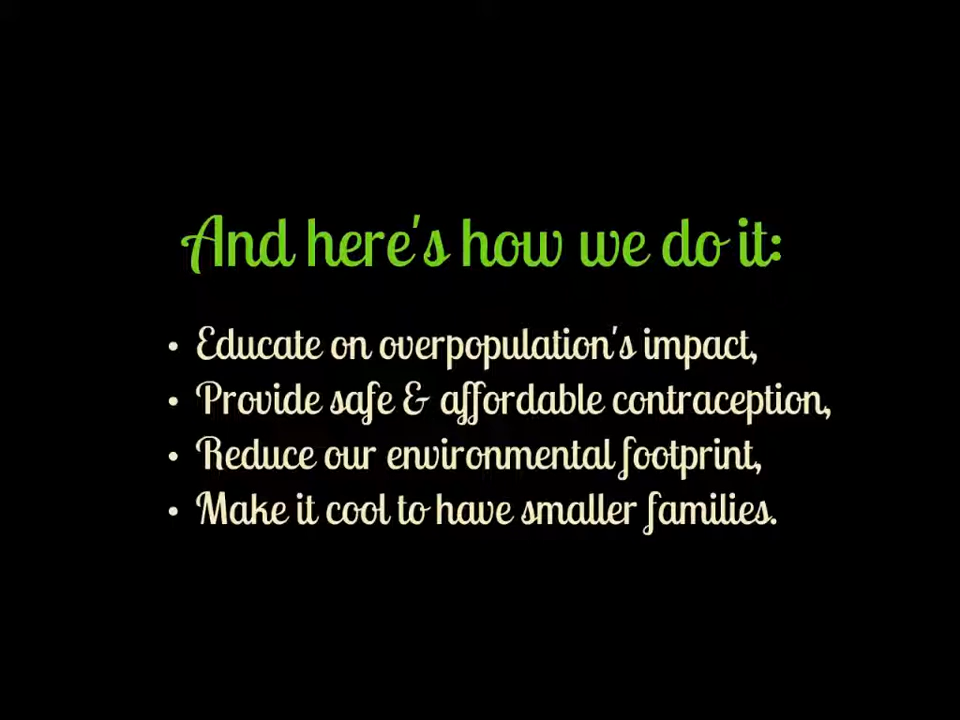 And here's how we do it:
• Educate on overpopulation's impact,
• Provide safe & affordable contraception,
• Reduce our environmental footprint,
• Make it cool to have smaller families.